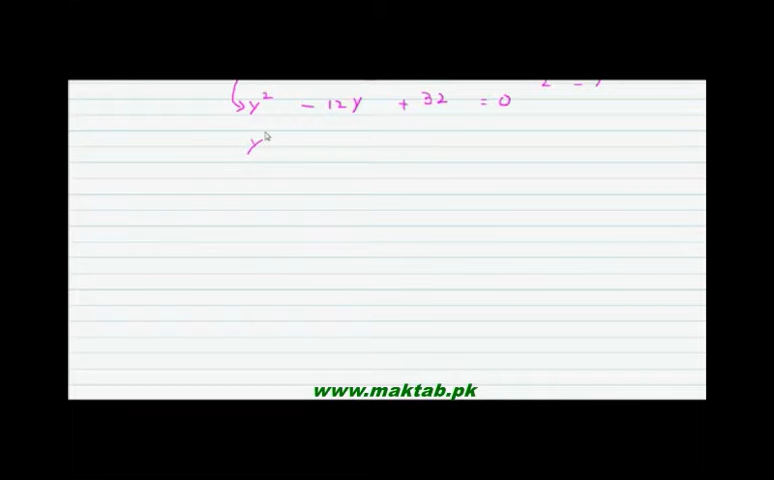 y² - 12y + 32 = 0
y
www.maktab.pk